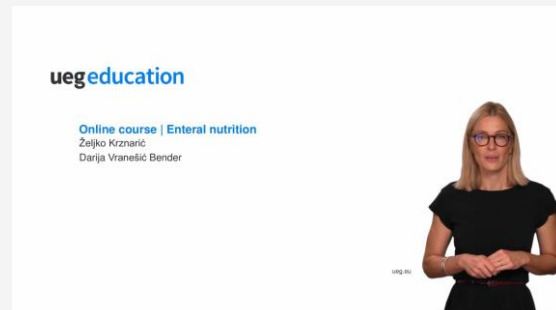 uegeducation
Online course | Enteral nutrition
Željko Krznarić
Darija Vranešić Bender
ueg.eu